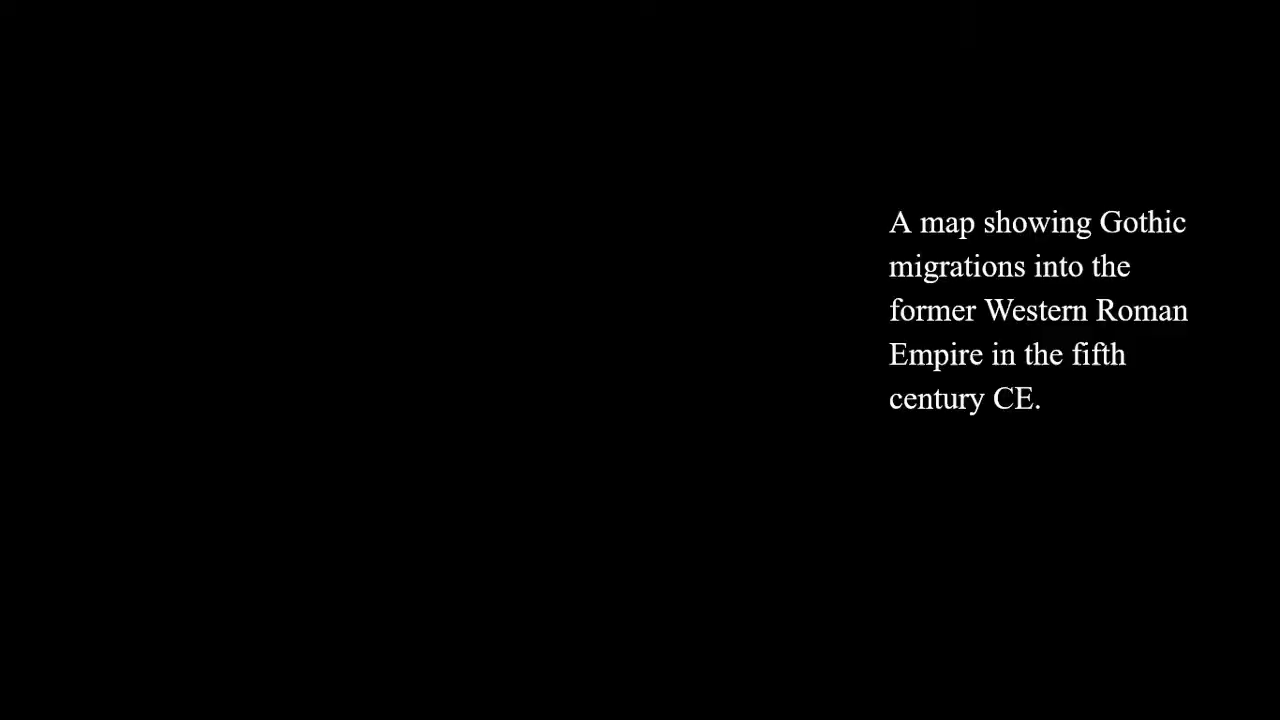 A map showing Gothic
migrations into the
former Western Roman
Empire in the fifth
century CE.